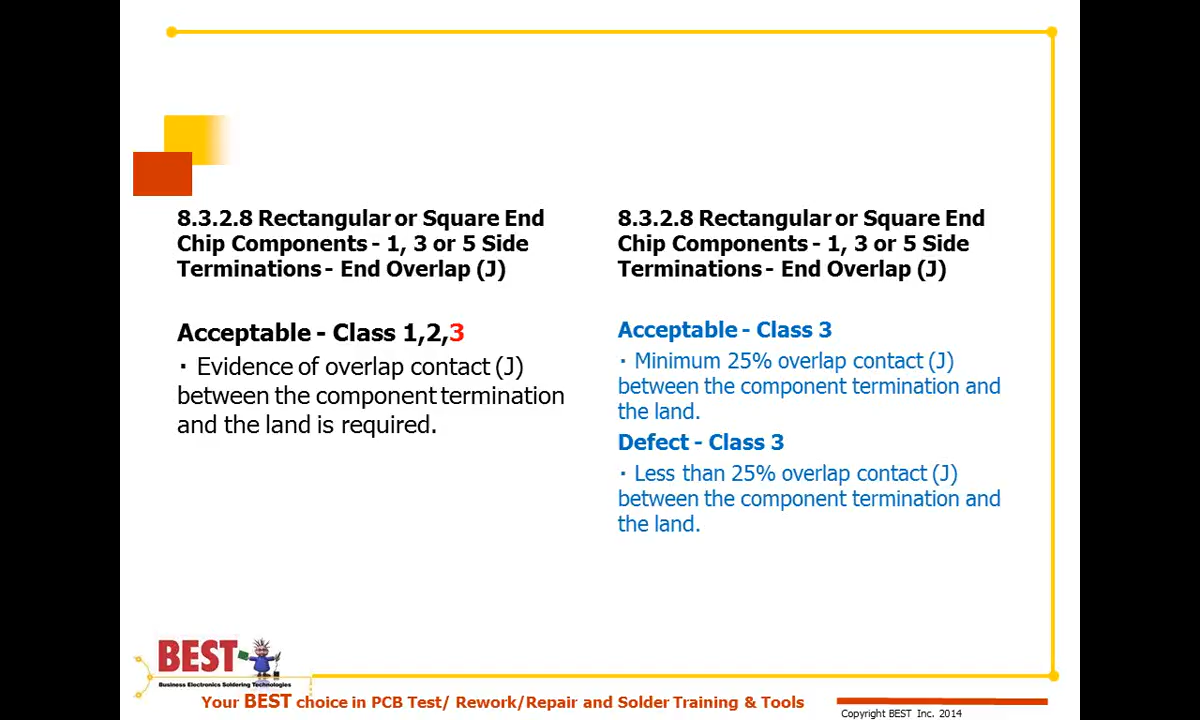 8.3.2.8 Rectangular or Square End
Chip Components - 1, 3 or 5 Side
Terminations - End Overlap (J)
Acceptable - Class 1,2,3
· Evidence of overlap contact (J)
between the component termination
and the land is required.
8.3.2.8 Rectangular or Square End
Chip Components - 1, 3 or 5 Side
Terminations - End Overlap (J)
Acceptable - Class 3
· Minimum 25% overlap contact (J)
between the component termination and
the land.
Defect - Class 3
· Less than 25% overlap contact (J)
between the component termination and
the land.
BEST
Business Electronics Soldering Technologies
Your BEST choice in PCB Test/ Rework/Repair and Solder Training & Tools
Copyright BEST Inc. 2014